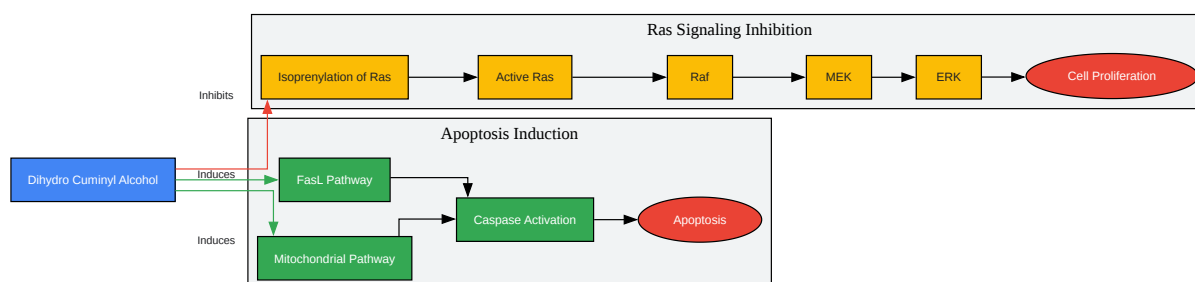 Ras Signaling Inhibition
Isoprenylation of Ras
Active Ras
Raf
MEK
ERK
Cell Proliferation
Inhibits
Apoptosis Induction
Dihydro Cuminyl Alcohol
Induces
FasL Pathway
Caspase Activation
Apoptosis
Induces
Mitochondrial Pathway